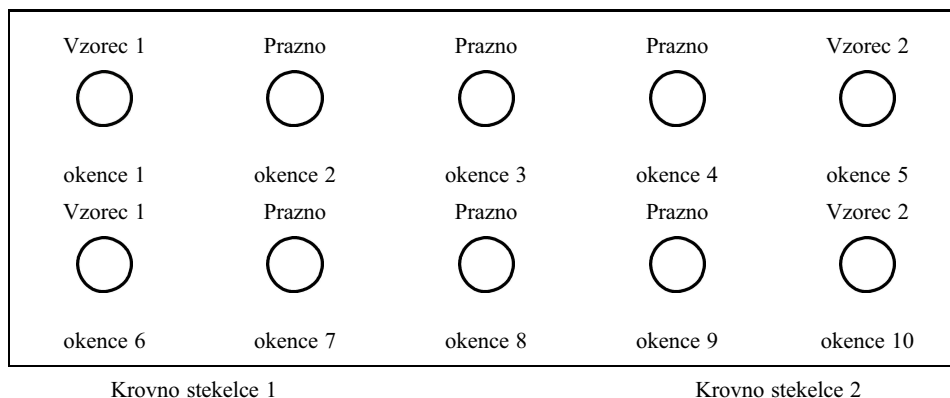 Vzorec 1 Prazno Prazno Prazno Vzorec 2
okence 1 okence 2 okence 3 okence 4 okence 5
Vzorec 1 Prazno Prazno Prazno Vzorec 2
okence 6 okence 7 okence 8 okence 9 okence 10
Krovno stekelce 1 Krovno stekelce 2